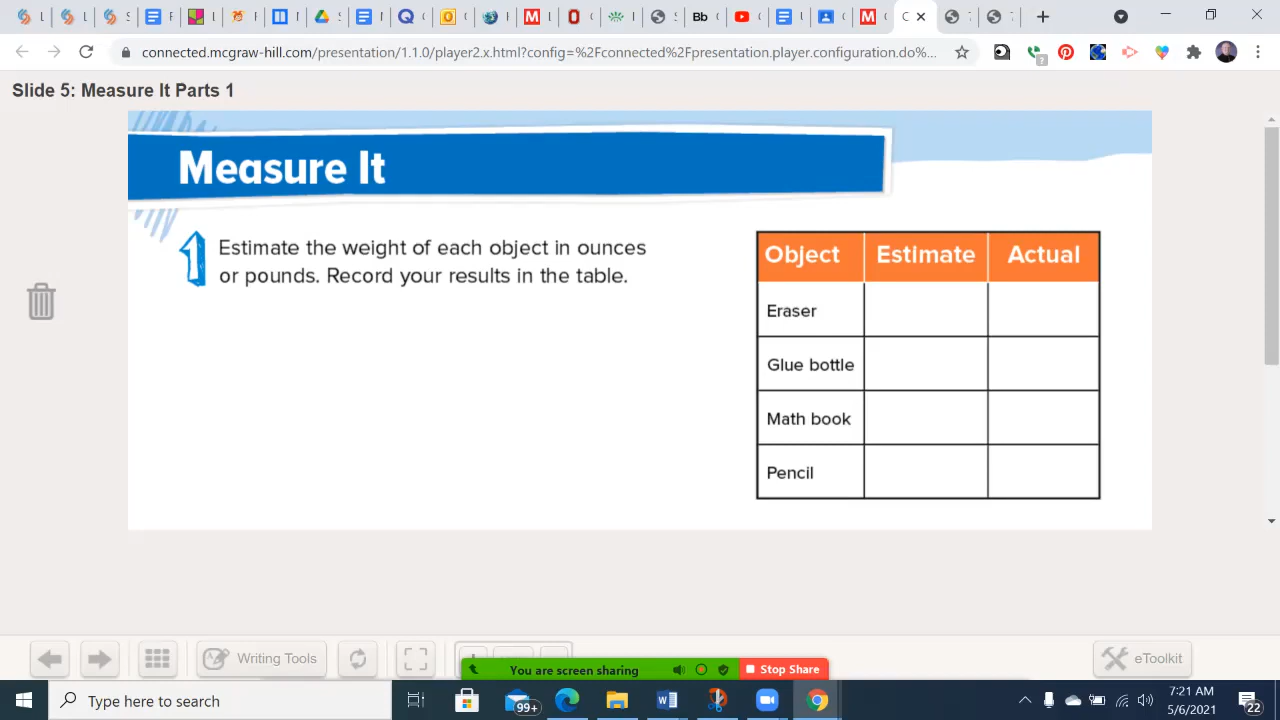 connected.mcgraw-hill.com/presentation/1.1.0/player2.x.html?config=%2Fconnected%2Fpresentation.player.configuration.do%...
Slide 5: Measure It Parts 1
Measure It
1 Estimate the weight of each object in ounces
or pounds. Record your results in the table.
Object Estimate Actual
Eraser
Glue bottle
Math book
Pencil
Writing Tools
eToolkit
You are screen sharing
Stop Share
Type here to search
99+
7:21 AM
5/6/2021
22